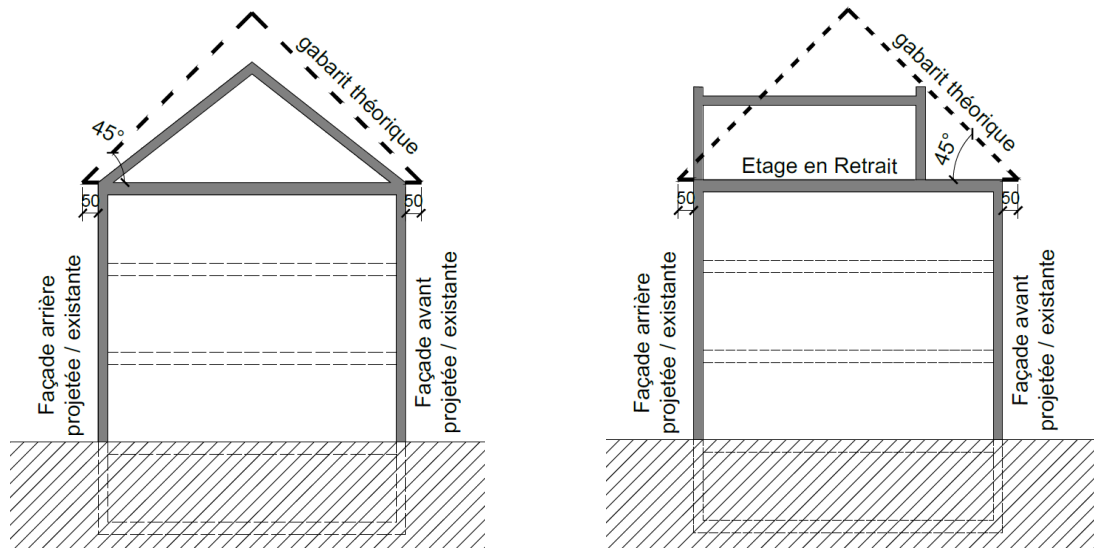 gabarit théorique
45°
50
50
Façade arrière
projetée / existante
Façade avant
projetée / existante
gabarit théorique
45°
Etage en Retrait
50
50
Façade arrière
projetée / existante
Façade avant
projetée / existante